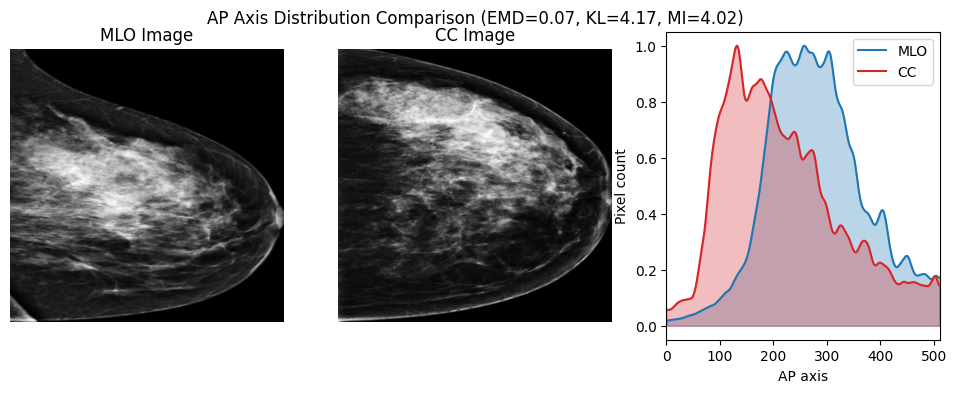 AP Axis Distribution Comparison (EMD=0.07, KL=4.17, MI=4.02)
MLO Image
CC Image
MLO
CC
Pixel count
1.0
0.8
0.6
0.4
0.2
0.0
0 100 200 300 400 500
AP axis